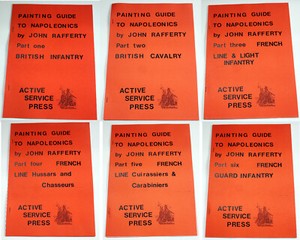 PAINTING GUIDE
TO NAPOLEONICS
by JOHN RAFFERTY
Part one
BRITISH INFANTRY
ACTIVE
SERVICE
PRESS
PAINTING GUIDE
TO NAPOLEONICS
by JOHN RAFFERTY
Part two
BRITISH CAVALRY
ACTIVE
SERVICE
PRESS
PAINTING GUIDE
TO NAPOLEONICS
by JOHN RAFFERTY
Part three FRENCH
LINE & LIGHT
INFANTRY
ACTIVE
SERVICE
PRESS
PAINTING GUIDE
TO NAPOLEONICS
by JOHN RAFFERTY
Part four FRENCH
LINE Hussars and
Chasseurs
ACTIVE
SERVICE
PRESS
PAINTING GUIDE
TO NAPOLEONICS
by JOHN RAFFERTY
Part five FRENCH
LINE Cuirassiers &
Carabiniers
ACTIVE
SERVICE
PRESS
PAINTING GUIDE
TO NAPOLEONICS
by JOHN RAFFERTY
Part six FRENCH
GUARD INFANTRY
ACTIVE
SERVICE
PRESS